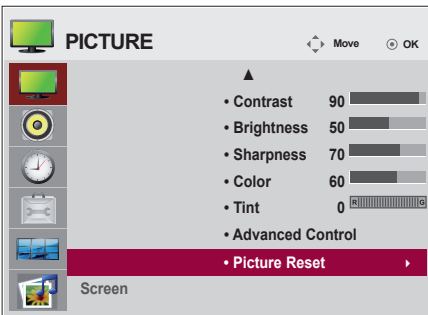 PICTURE Move OK
• Contrast 90
• Brightness 50
• Sharpness 70
• Color 60
• Tint 0 R G
• Advanced Control
• Picture Reset
Screen